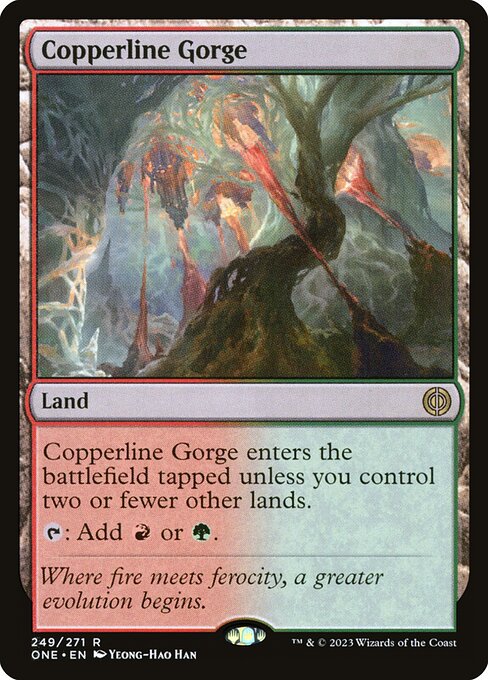 Copperline Gorge
Land
Copperline Gorge enters the
battlefield tapped unless you control
two or fewer other lands.
: Add or .
Where fire meets ferocity, a greater
evolution begins.
249/271 R
ONE • EN Yeong-Hao Han
™ & © 2023 Wizards of the Coast